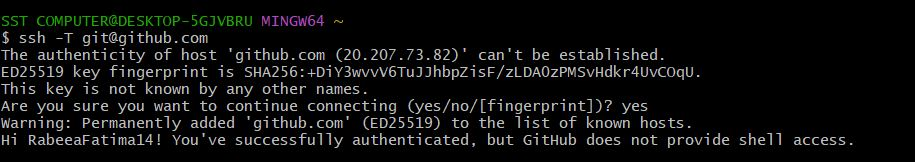 SST COMPUTER@DESKTOP-5GJVBRU MINGW64 ~
$ ssh -T git@github.com
The authenticity of host 'github.com (20.207.73.82)' can't be established.
ED25519 key fingerprint is SHA256:+DiY3wvvV6TuJJhbpZisF/zLDA0zPMSvHdkr4UvCOqU.
This key is not known by any other names.
Are you sure you want to continue connecting (yes/no/[fingerprint])? yes
Warning: Permanently added 'github.com' (ED25519) to the list of known hosts.
Hi RabeeaFatima14! You've successfully authenticated, but GitHub does not provide shell access.